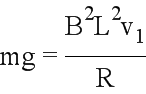 mg = B²L²v₁ / R